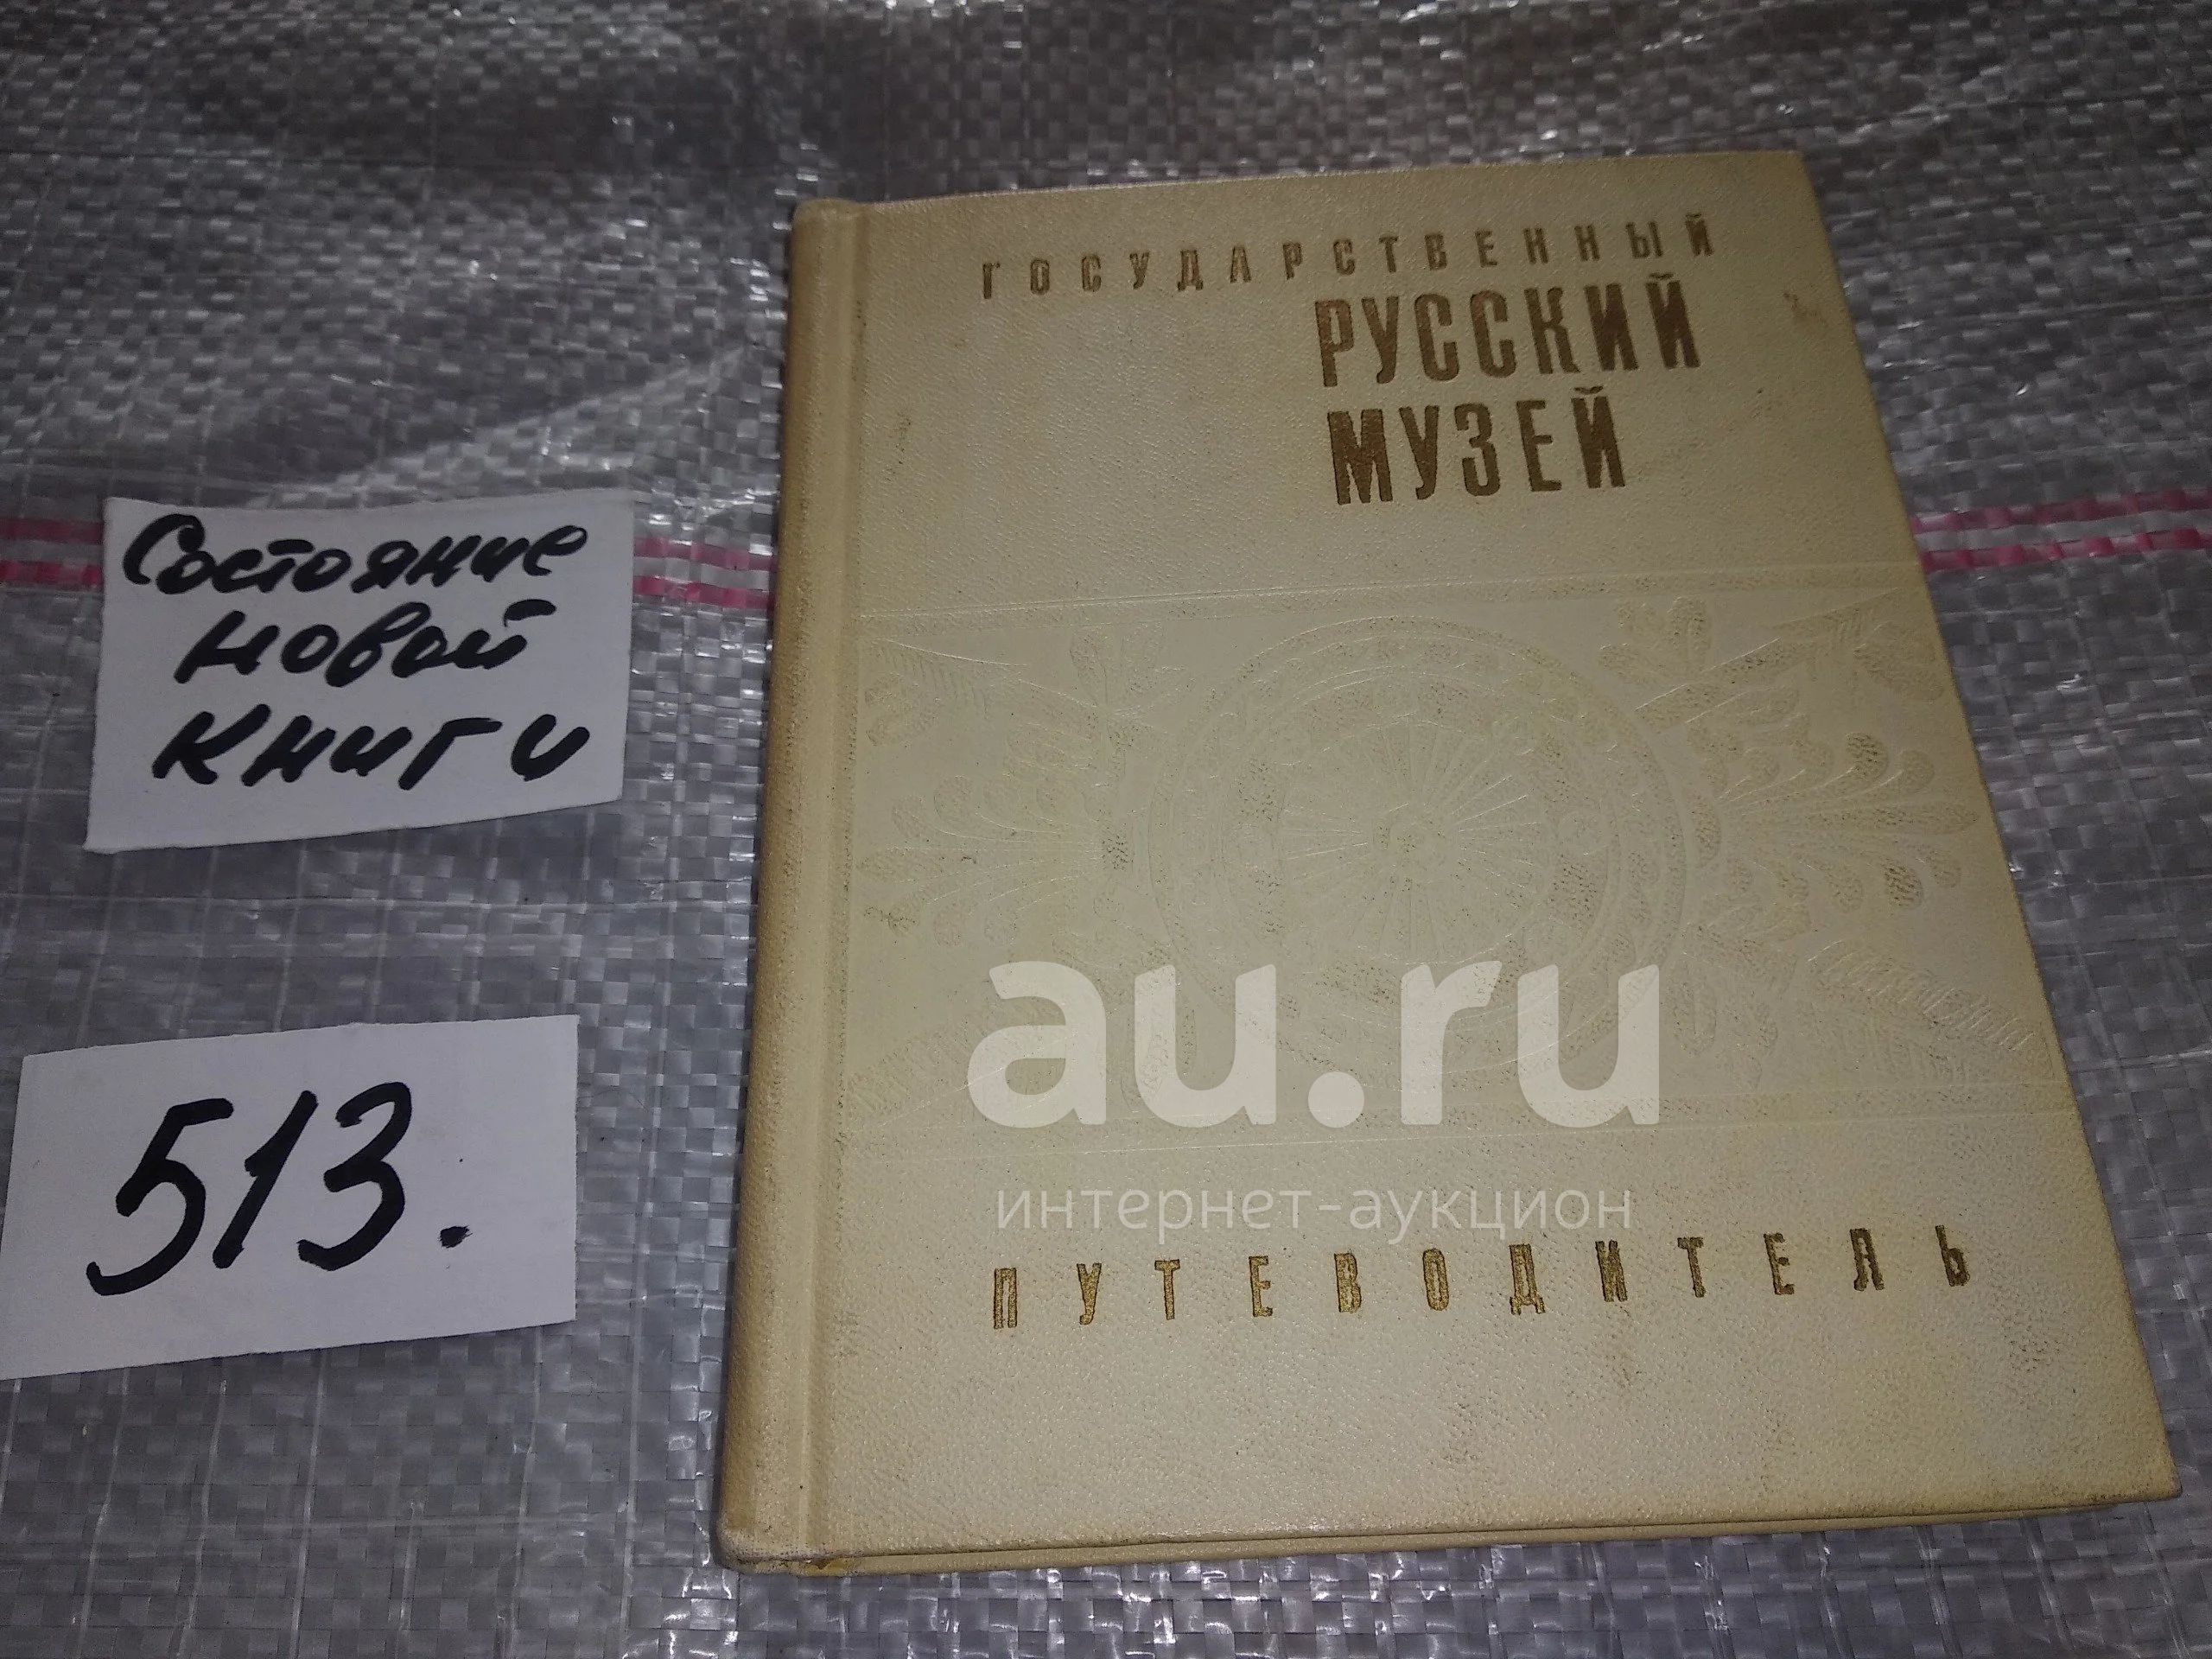 ГОСУДАРСТВЕННЫЙ
РУССКИЙ
МУЗЕЙ
Состояние
новой
книги
513.
au.ru
интернет-аукцион
ПУТЕВОДИТЕЛЬ